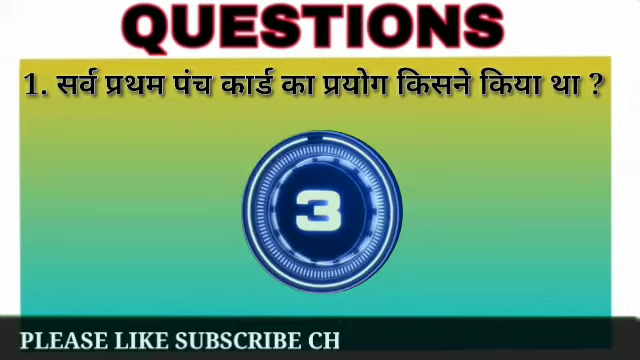 QUESTIONS
1. सर्व प्रथम पंच कार्ड का प्रयोग किसने किया था ?
3
PLEASE LIKE SUBSCRIBE CH